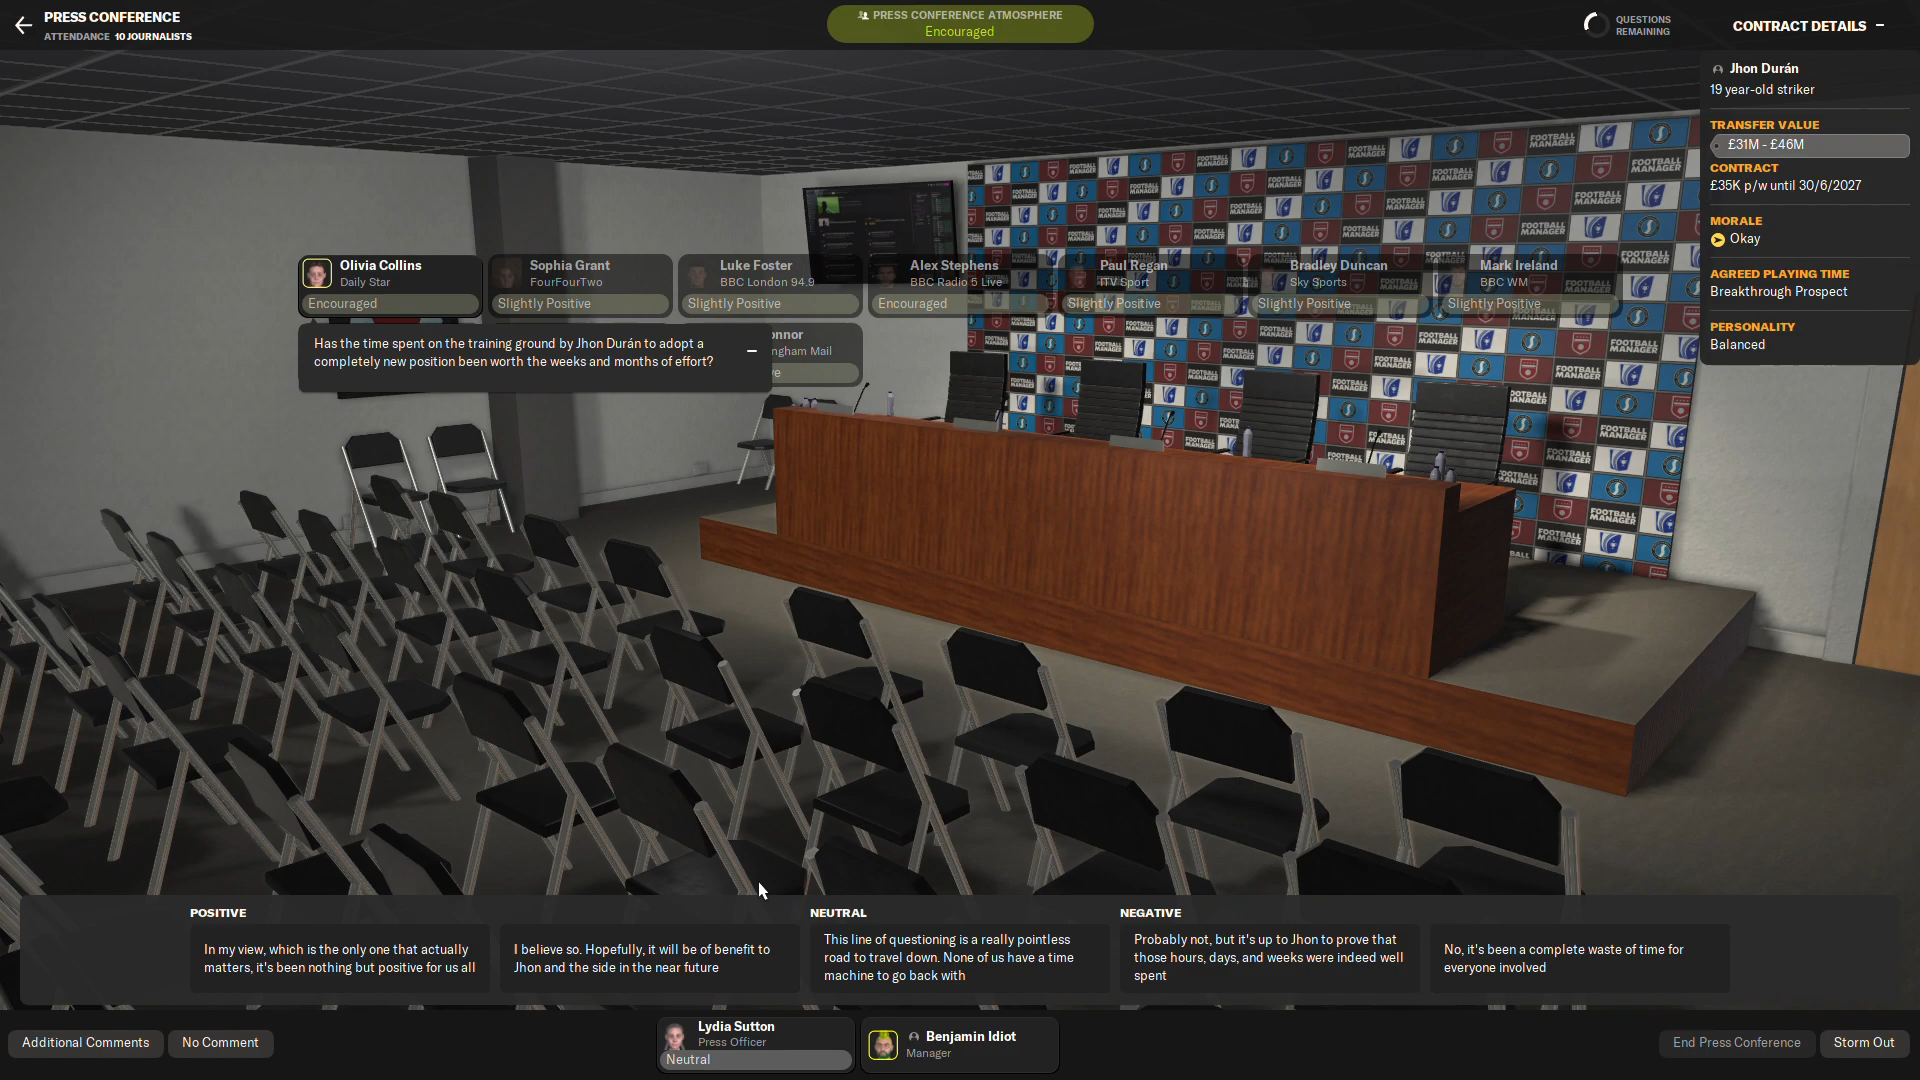 PRESS CONFERENCE
ATTENDANCE 10 JOURNALISTS
PRESS CONFERENCE ATMOSPHERE
Encouraged
QUESTIONS
REMAINING
CONTRACT DETAILS
Jhon Durán
19 year-old striker
TRANSFER VALUE
£31M - £46M
CONTRACT
£35K p/w until 30/6/2027
MORALE
Okay
AGREED PLAYING TIME
Breakthrough Prospect
PERSONALITY
Balanced
Olivia Collins
Daily Star
Encouraged
Sophia Grant
FourFourTwo
Slightly Positive
Luke Foster
BBC London 94.9
Slightly Positive
Alex Stephens
BBC Radio 5 Live
Encouraged
Paul Regan
ITV Sport
Slightly Positive
Bradley Duncan
Sky Sports
Slightly Positive
Mark Ireland
BBC WM
Slightly Positive
Has the time spent on the training ground by Jhon Durán to adopt a
completely new position been worth the weeks and months of effort?
onnor
ngham Mail
ve
FOOTBALL
MANAGER
POSITIVE
In my view, which is the only one that actually
matters, it's been nothing but positive for us all
I believe so. Hopefully, it will be of benefit to
Jhon and the side in the near future
NEUTRAL
This line of questioning is a really pointless
road to travel down. None of us have a time
machine to go back with
NEGATIVE
Probably not, but it's up to Jhon to prove that
those hours, days, and weeks were indeed well
spent
No, it's been a complete waste of time for
everyone involved
Additional Comments
No Comment
Lydia Sutton
Press Officer
Neutral
Benjamin Idiot
Manager
End Press Conference
Storm Out